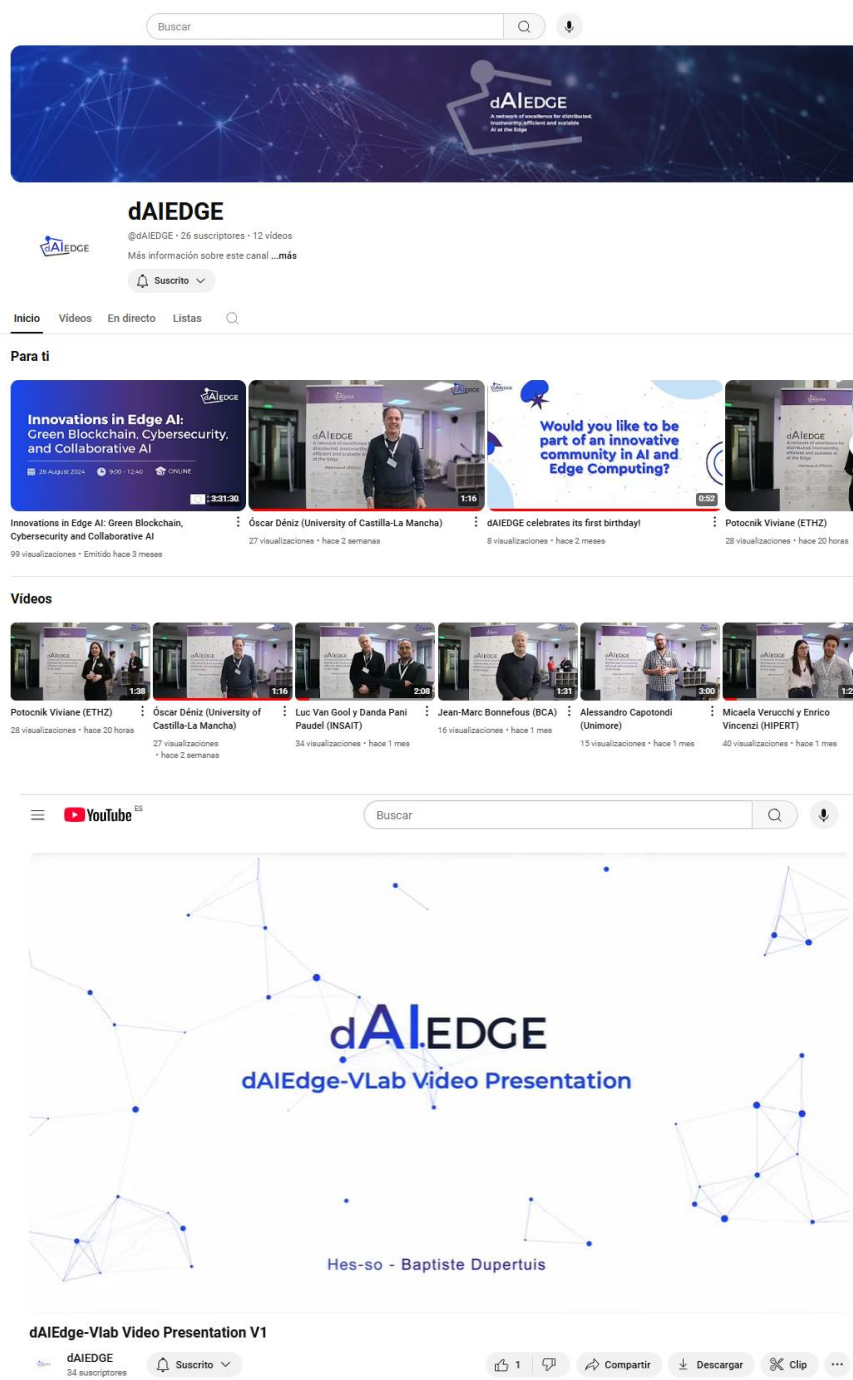 Buscar
dAIEDGE
A network of excellence for distributed,
trustworthy, efficient and scalable
AI at the Edge
dAIEDGE
dAIEDGE
@dAIEDGE • 26 suscriptores • 12 vídeos
Más información sobre este canal ...más
Suscrito
Inicio Vídeos En directo Listas
Para ti
dAIEDGE
Innovations in Edge AI:
Green Blockchain, Cybersecurity,
and Collaborative AI
26 August 2024 9:00 - 12:40 ONLINE
3:31:30
Innovations in Edge AI: Green Blockchain,
Cybersecurity and Collaborative AI
99 visualizaciones • Emitido hace 3 meses
dAIEDGE
1:16
Óscar Déniz (University of Castilla-La Mancha)
27 visualizaciones • hace 2 semanas
Would you like to be
part of an innovative
community in AI and
Edge Computing?
0:52
dAIEDGE celebrates its first birthday!
8 visualizaciones • hace 2 meses
dAIEDGE
Potocnik Viviane (ETHZ)
28 visualizaciones • hace 20 horas
Vídeos
1:38
Potocnik Viviane (ETHZ)
28 visualizaciones • hace 20 horas
1:16
Óscar Déniz (University of
Castilla-La Mancha)
27 visualizaciones
• hace 2 semanas
2:08
Luc Van Gool y Danda Pani
Paudel (INSAIT)
34 visualizaciones • hace 1 mes
1:31
Jean-Marc Bonnefous (BCA)
16 visualizaciones • hace 1 mes
3:00
Alessandro Capotondi
(Unimore)
15 visualizaciones • hace 1 mes
Micaela Verucchi y Enrico
Vincenzi (HIPERT)
40 visualizaciones • hace 1 mes
YouTube ES
Buscar
dAI.EDGE
dAIEdge-VLab Video Presentation
Hes-so - Baptiste Dupertuis
dAIEdge-Vlab Video Presentation V1
dAIEDGE
34 suscriptores
Suscrito
1
Compartir
Descargar
Clip